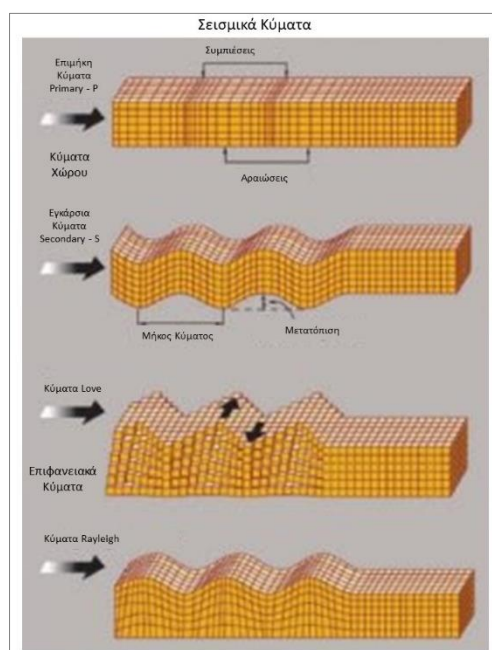 Σεισμικά Κύματα
Συμπιέσεις
Επιμήκη
Κύματα
Primary - P
Κύματα
Χώρου
Αραιώσεις
Εγκάρσια
Κύματα
Secondary - S
Μήκος Κύματος
Μετατόπιση
Κύματα Love
Επιφανειακά
Κύματα
Κύματα Rayleigh